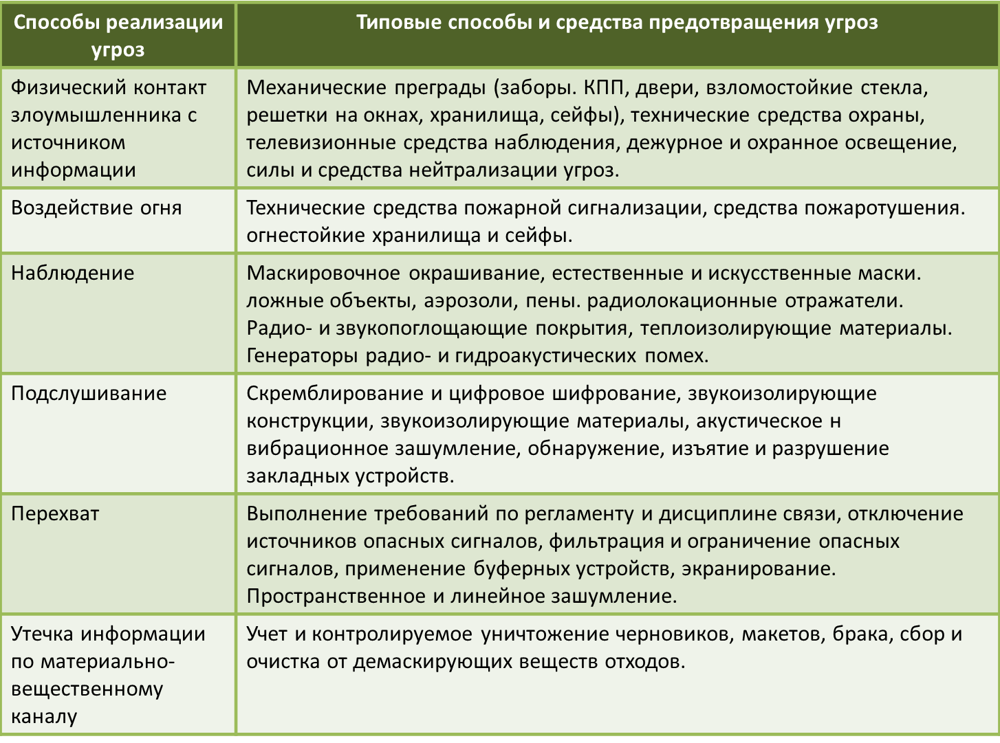 Способы реализации
угроз
Типовые способы и средства предотвращения угроз
Физический контакт
злоумышленника с
источником
информации
Механические преграды (заборы. КПП, двери, взломостойкие стекла,
решетки на окнах, хранилища, сейфы), технические средства охраны,
телевизионные средства наблюдения, дежурное и охранное освещение,
силы и средства нейтрализации угроз.
Воздействие огня
Технические средства пожарной сигнализации, средства пожаротушения.
огнестойкие хранилища и сейфы.
Наблюдение
Маскировочное окрашивание, естественные и искусственные маски.
ложные объекты, аэрозоли, пены. радиолокационные отражатели.
Радио- и звукопоглощающие покрытия, теплоизолирующие материалы.
Генераторы радио- и гидроакустических помех.
Подслушивание
Скремблирование и цифровое шифрование, звукоизолирующие
конструкции, звукоизолирующие материалы, акустическое н
вибрационное зашумление, обнаружение, изъятие и разрушение
закладных устройств.
Перехват
Выполнение требований по регламенту и дисциплине связи, отключение
источников опасных сигналов, фильтрация и ограничение опасных
сигналов, применение буферных устройств, экранирование.
Пространственное и линейное зашумление.
Утечка информации
по материально-
вещественному
каналу
Учет и контролируемое уничтожение черновиков, макетов, брака, сбор и
очистка от демаскирующих веществ отходов.